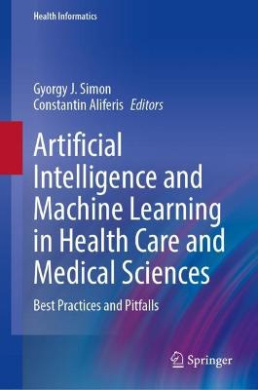 Health Informatics
Gyorgy J. Simon
Constantin Aliferis Editors
Artificial
Intelligence and
Machine Learning
in Health Care and
Medical Sciences
Best Practices and Pitfalls
Springer